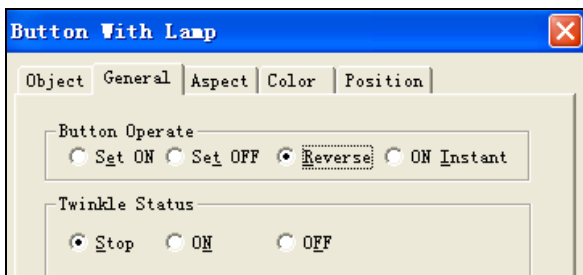 Button With Lamp
Object General Aspect Color Position
Button Operate
Set ON Set OFF Reverse ON Instant
Twinkle Status
Stop ON OFF